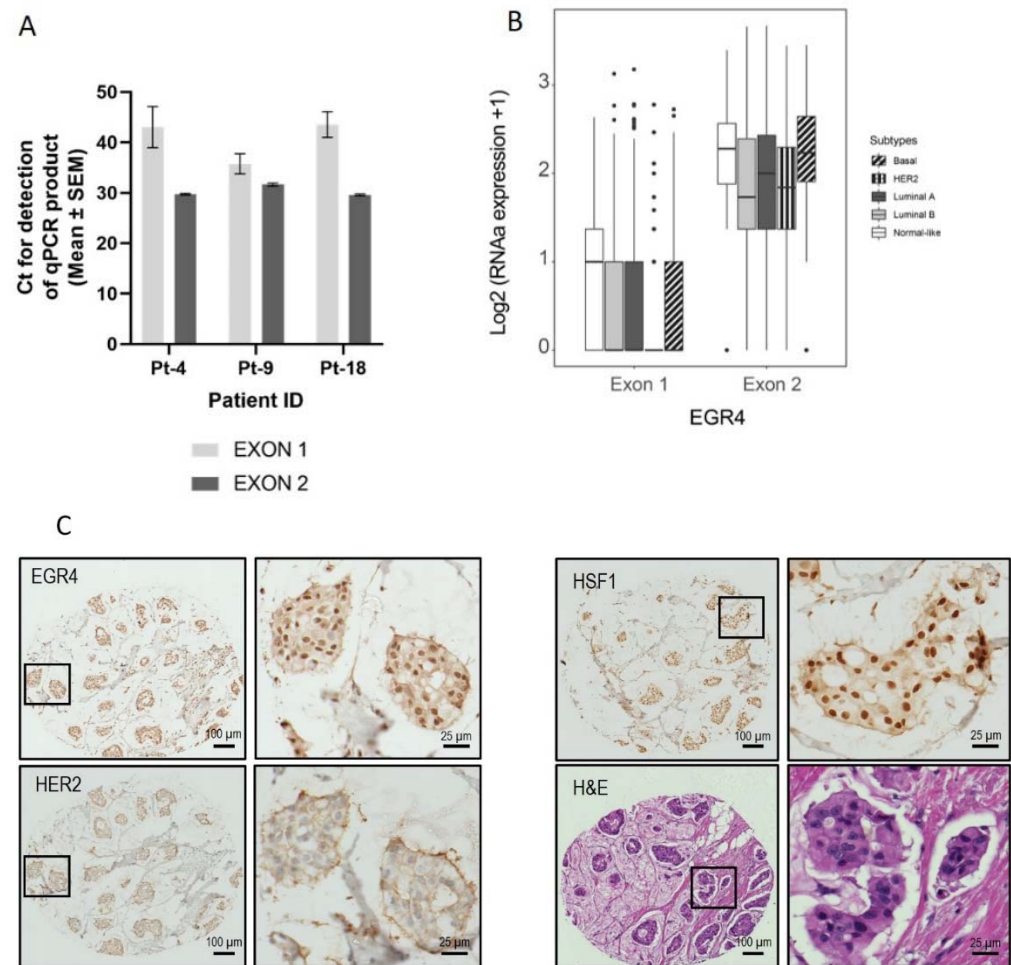 A
Ct for detection
of qPCR product
(Mean ± SEM)
50
40
30
20
10
0
Pt-4 Pt-9 Pt-18
Patient ID
EXON 1
EXON 2
B
Log2 (RNAa expression +1)
3
2
1
0
Exon 1 Exon 2
EGR4
Subtypes
Basal
HER2
Luminal A
Luminal B
Normal-like
C
EGR4
100 µm
25 µm
HSF1
100 µm
25 µm
HER2
100 µm
25 µm
H&E
100 µm
25 µm